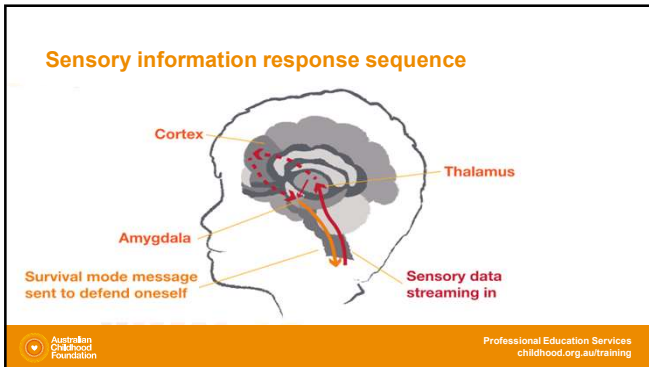 Sensory information response sequence
Cortex
Thalamus
Amygdala
Survival mode message
sent to defend oneself
Sensory data
streaming in
Australian
Childhood
Foundation
Professional Education Services
childhood.org.au/training